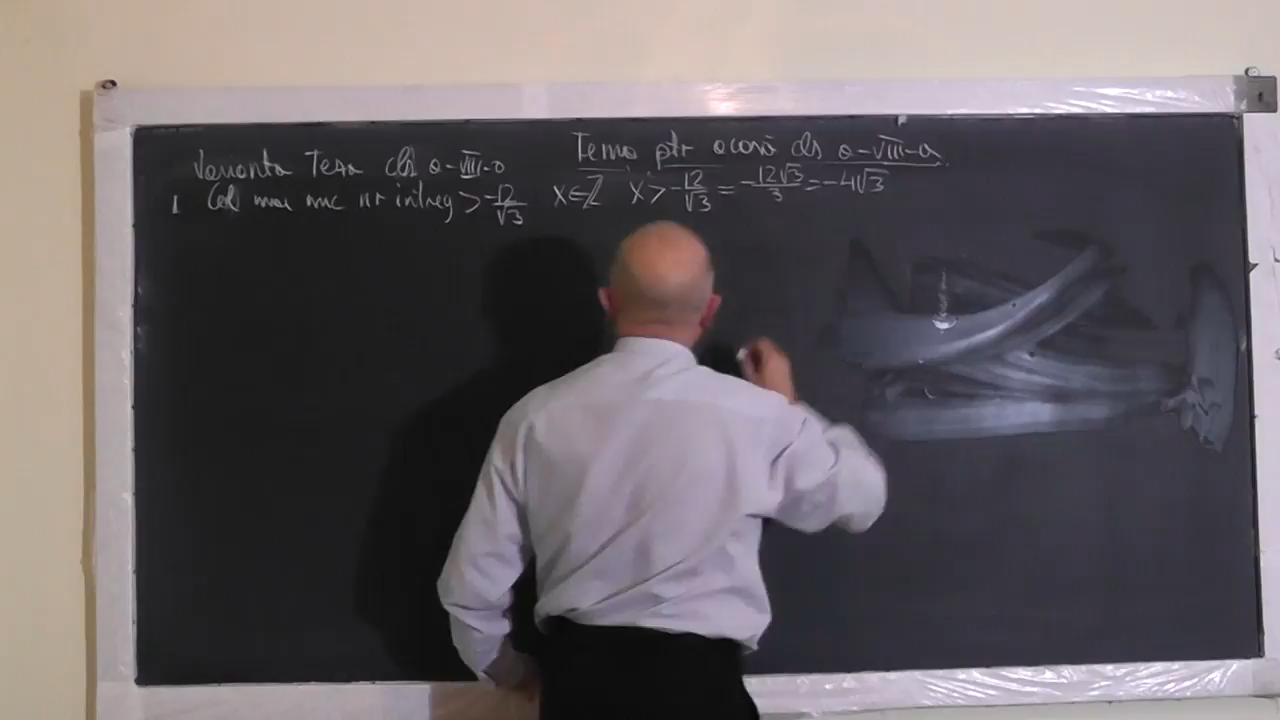 Varianta Teza cls a-VIII-a
Tema ptr acasă cls a-VIII-a
1 Cel mai mic nr întreg > -12/√3 x∈ℤ x > -12/√3 = -12√3/3 = -4√3